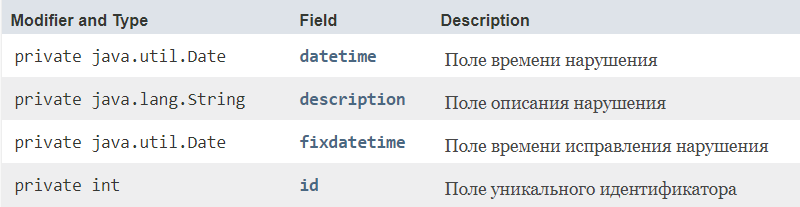 Modifier and Type Field Description
private java.util.Date datetime Поле времени нарушения
private java.lang.String description Поле описания нарушения
private java.util.Date fixdatetime Поле времени исправления нарушения
private int id Поле уникального идентификатора